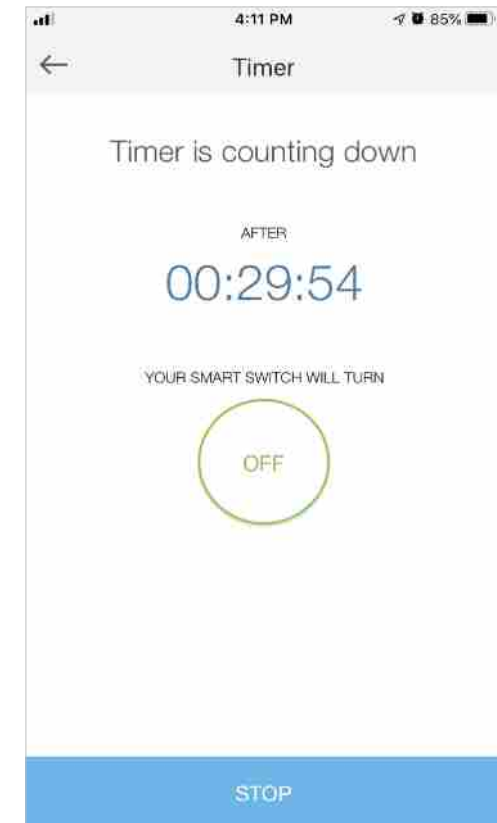 4:11 PM
85%
Timer
Timer is counting down
AFTER
00:29:54
YOUR SMART SWITCH WILL TURN
OFF
STOP